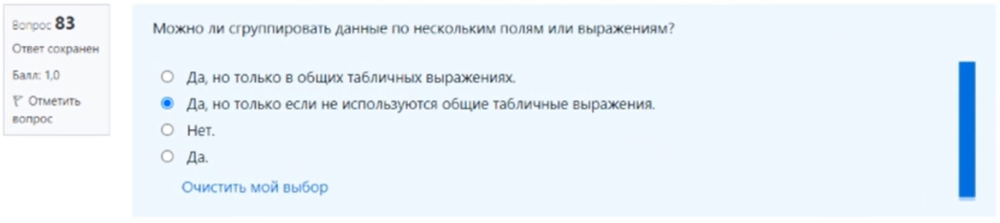 Вопрос 83
Ответ сохранен
Балл: 1,0
Отметить
вопрос
Можно ли сгруппировать данные по нескольким полям или выражениям?
Да, но только в общих табличных выражениях.
Да, но только если не используются общие табличные выражения.
Нет.
Да.
Очистить мой выбор